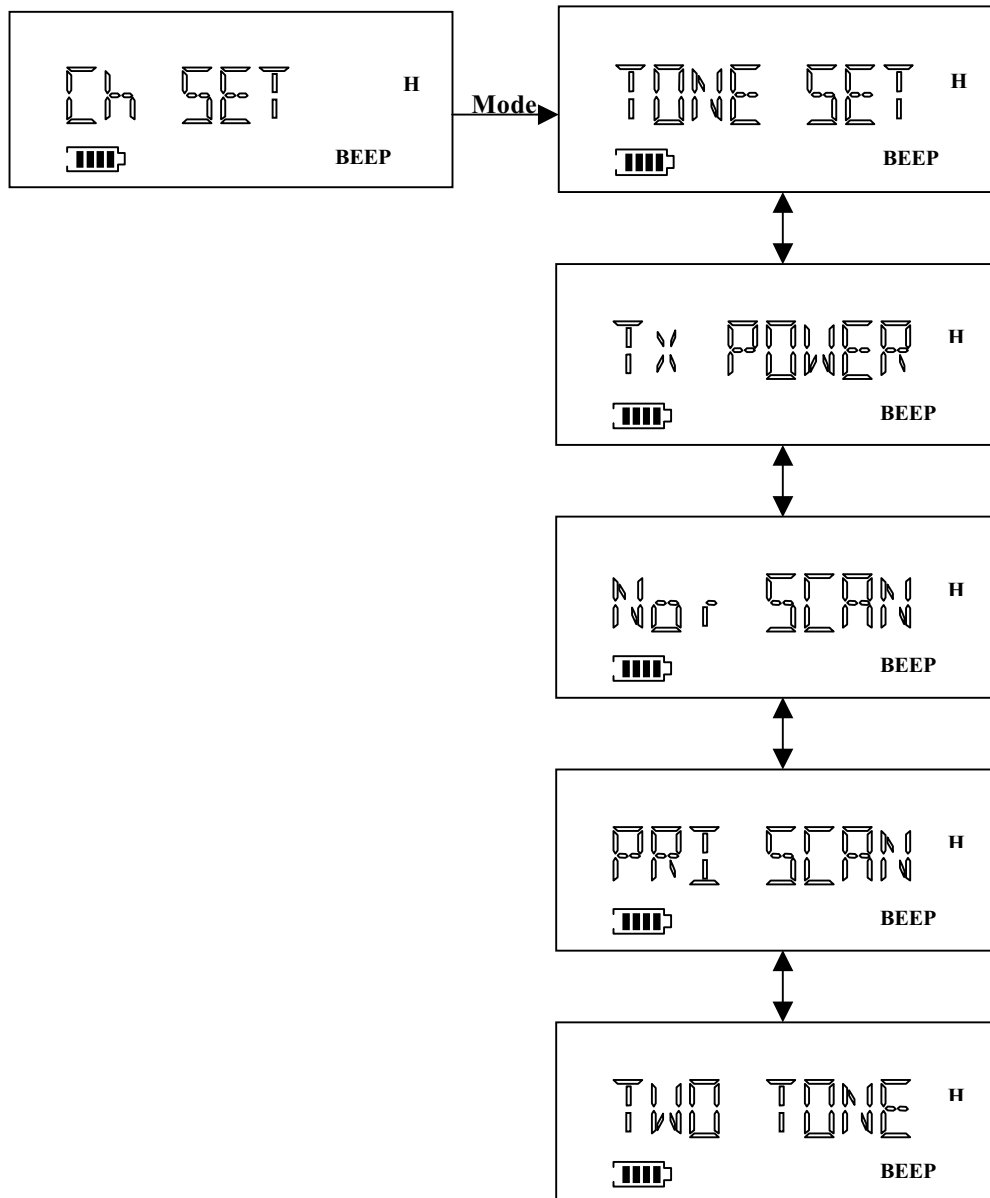 Ch SET H
BEEP
Mode
TONE SET H
BEEP
Tx POWER H
BEEP
Nor SCAN H
BEEP
PRI SCAN H
BEEP
TWO TONE H
BEEP